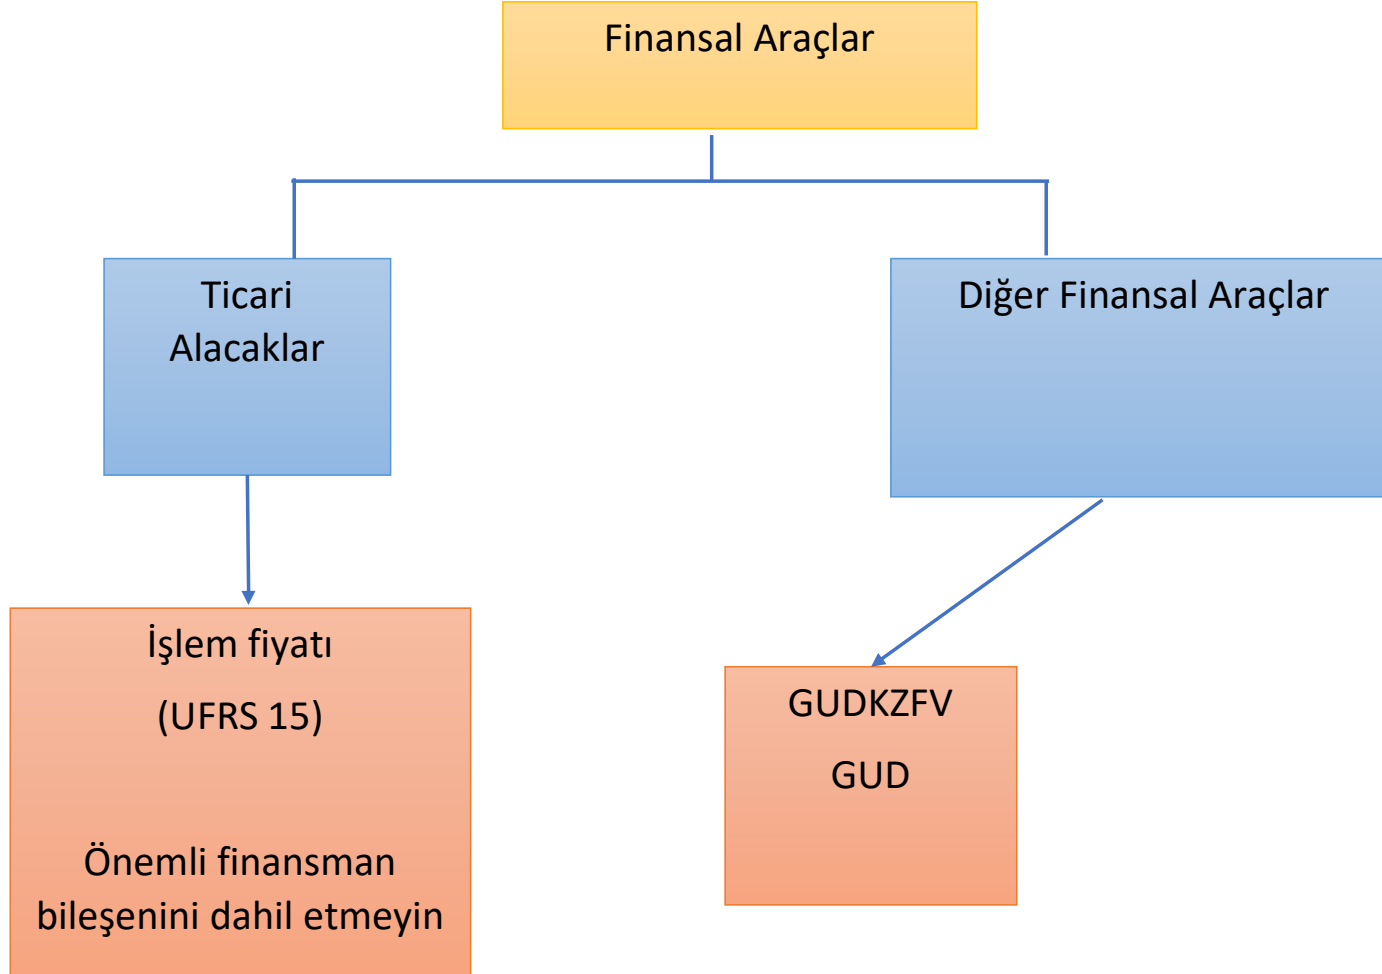 Finansal Araçlar
Ticari
Alacaklar
Diğer Finansal Araçlar
İşlem fiyatı
(UFRS 15)
Önemli finansman
bileşenini dahil etmeyin
GUDKZFV
GUD